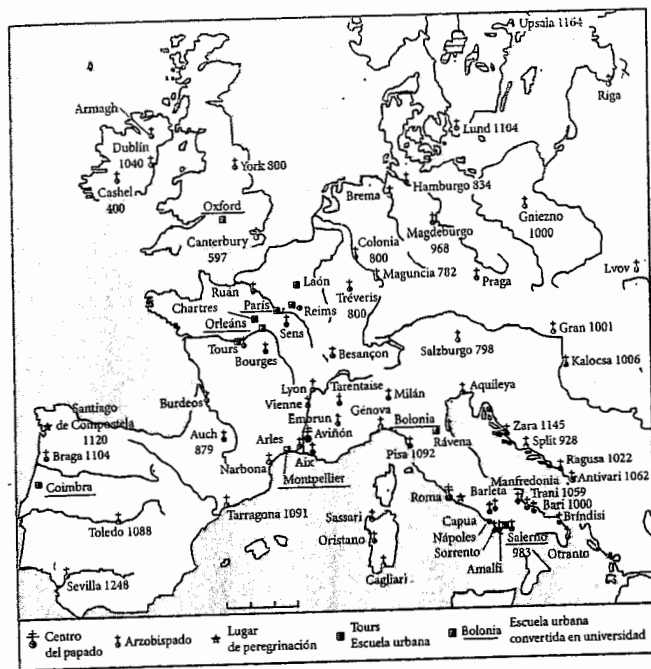 Upsala 1164
Riga
Armagh
Lund 1104
Dublín
1040
York 800
Hamburgo 834
Cashel
400
Brema
Gniezno
1000
Oxford
Magdeburgo
968
Canterbury
597
Colonia
800
Maguncia 782
Lvov
Praga
Laón
Ruán
Tréveris
800
París
Reims
Chartres
Orleáns
Sens
Gran 1001
Tours
Besançon
Salzburgo 798
Bourges
Kalocsa 1006
Lyon
Tarentaise
Aquileya
Vienne
Milán
Burdeos
Embrun
Génova
Santiago
de Compostela
1120
Bolonia
Zara 1145
Auch
879
Aviñón
Split 928
Arles
Rávena
Braga 1104
Pisa 1092
Ragusa 1022
Narbona
Aix
Antivari 1062
Montpellier
Manfredonia
Coimbra
Roma
Barleta
Trani 1059
Bari 1000
Tarragona 1091
Toledo 1088
Sassari
Capua
Bríndisi
Nápoles
Salerno
983
Oristano
Sorrento
Otranto
Amalfi
Cagliari
Sevilla 1248
Centro
del papado
Arzobispado
Lugar
de peregrinación
Tours
Escuela urbana
Bolonia
Escuela urbana
convertida en universidad